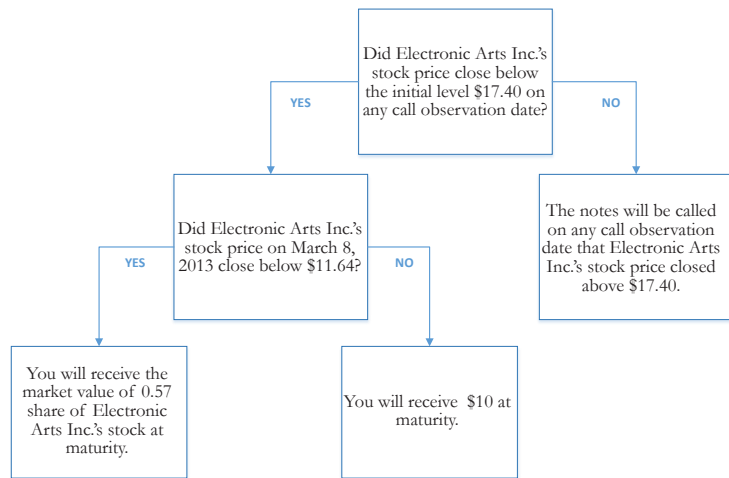 Did Electronic Arts Inc.'s
stock price close below
the initial level $17.40 on
any call observation date?
YES
NO
Did Electronic Arts Inc.'s
stock price on March 8,
2013 close below $11.64?
The notes will be called
on any call observation
date that Electronic Arts
Inc.'s stock price closed
above $17.40.
YES
NO
You will receive the
market value of 0.57
share of Electronic
Arts Inc.'s stock at
maturity.
You will receive $10 at
maturity.